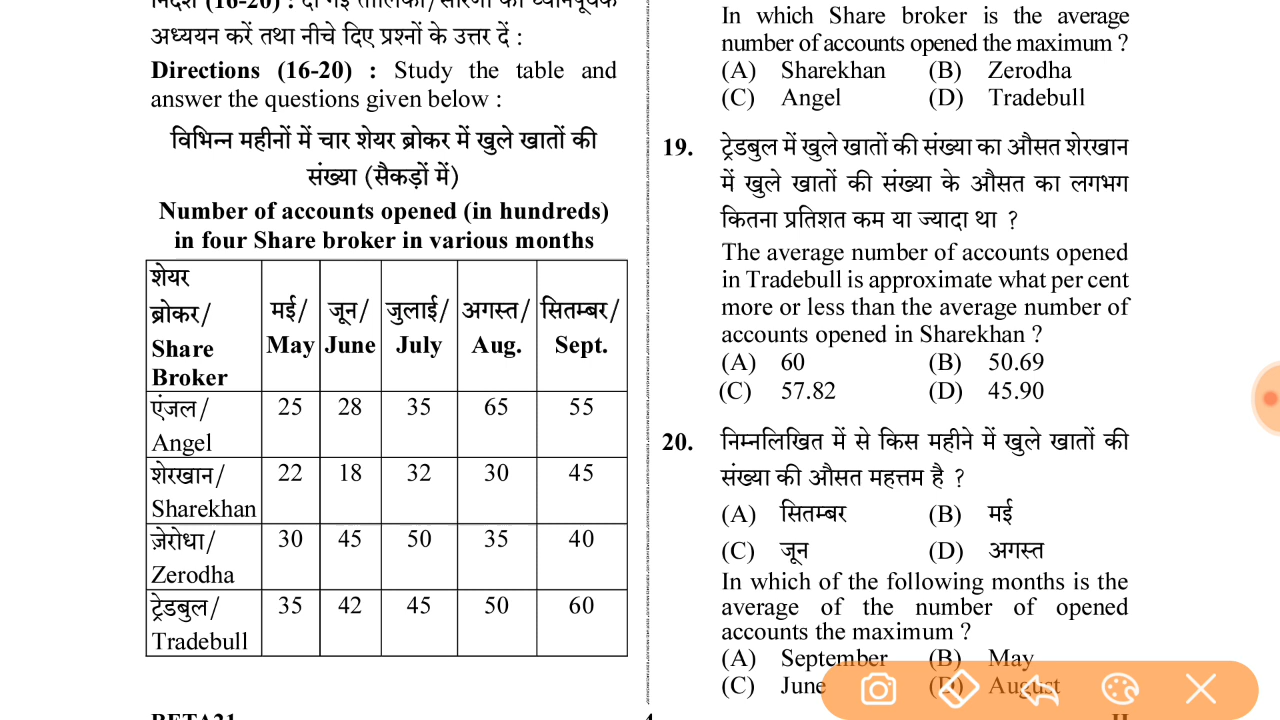 निर्देश (16-20) : दी गई तालिका/सारणी का ध्यानपूर्वक
अध्ययन करें तथा नीचे दिए प्रश्नों के उत्तर दें :
Directions (16-20) : Study the table and
answer the questions given below :
विभिन्न महीनों में चार शेयर ब्रोकर में खुले खातों की
संख्या (सैकड़ों में)
Number of accounts opened (in hundreds)
in four Share broker in various months
शेयर
ब्रोकर/ मई/ जून/ जुलाई/ अगस्त/ सितम्बर/
Share May June July Aug. Sept.
Broker
एंजल/ 25 28 35 65 55
Angel
शेरखान/ 22 18 32 30 45
Sharekhan
ज़ेरोधा/ 30 45 50 35 40
Zerodha
ट्रेडबुल/ 35 42 45 50 60
Tradebull
In which Share broker is the average
number of accounts opened the maximum ?
(A) Sharekhan (B) Zerodha
(C) Angel (D) Tradebull
19. ट्रेडबुल में खुले खातों की संख्या का औसत शेरखान
में खुले खातों की संख्या के औसत का लगभग
कितना प्रतिशत कम या ज्यादा था ?
The average number of accounts opened
in Tradebull is approximate what per cent
more or less than the average number of
accounts opened in Sharekhan ?
(A) 60 (B) 50.69
(C) 57.82 (D) 45.90
20. निम्नलिखित में से किस महीने में खुले खातों की
संख्या की औसत महत्तम है ?
(A) सितम्बर (B) मई
(C) जून (D) अगस्त
In which of the following months is the
average of the number of opened
accounts the maximum ?
(A) September (B) May
(C) June (D) August